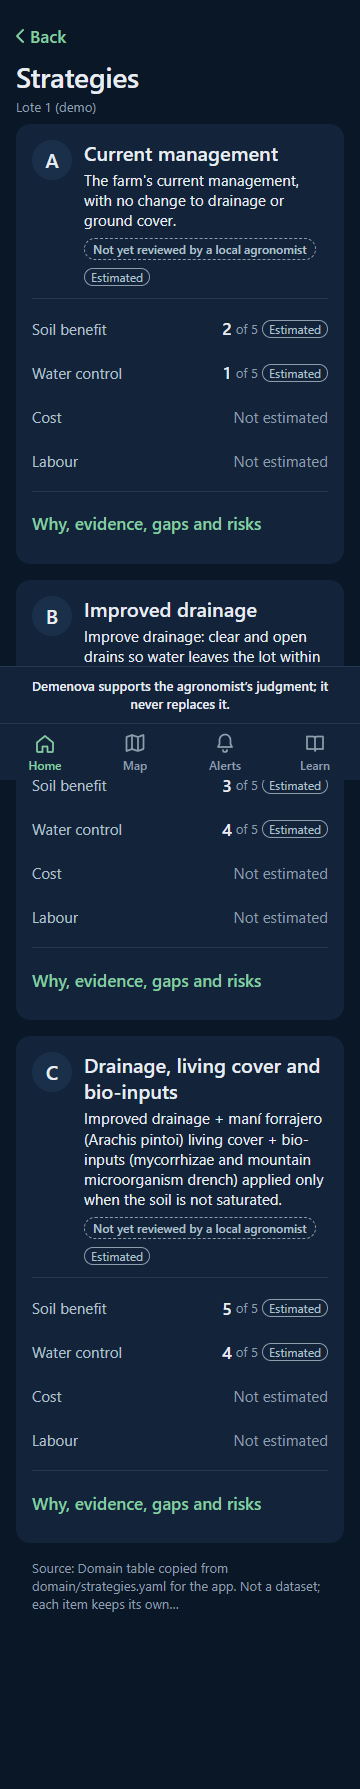 Back
Strategies
Lote 1 (demo)
A
Current management
The farm's current management,
with no change to drainage or
ground cover.
Not yet reviewed by a local agronomist
Estimated
Soil benefit 2 of 5 Estimated
Water control 1 of 5 Estimated
Cost Not estimated
Labour Not estimated
Why, evidence, gaps and risks
B
Improved drainage
Improve drainage: clear and open
drains so water leaves the lot within
Demenova supports the agronomist's judgment; it
never replaces it.
Home Map Alerts Learn
Soil benefit 3 of 5 Estimated
Water control 4 of 5 Estimated
Cost Not estimated
Labour Not estimated
Why, evidence, gaps and risks
C
Drainage, living cover and
bio-inputs
Improved drainage + maní forrajero
(Arachis pintoi) living cover + bio-
inputs (mycorrhizae and mountain
microorganism drench) applied only
when the soil is not saturated.
Not yet reviewed by a local agronomist
Estimated
Soil benefit 5 of 5 Estimated
Water control 4 of 5 Estimated
Cost Not estimated
Labour Not estimated
Why, evidence, gaps and risks
Source: Domain table copied from
domain/strategies.yaml for the app. Not a dataset;
each item keeps its own...